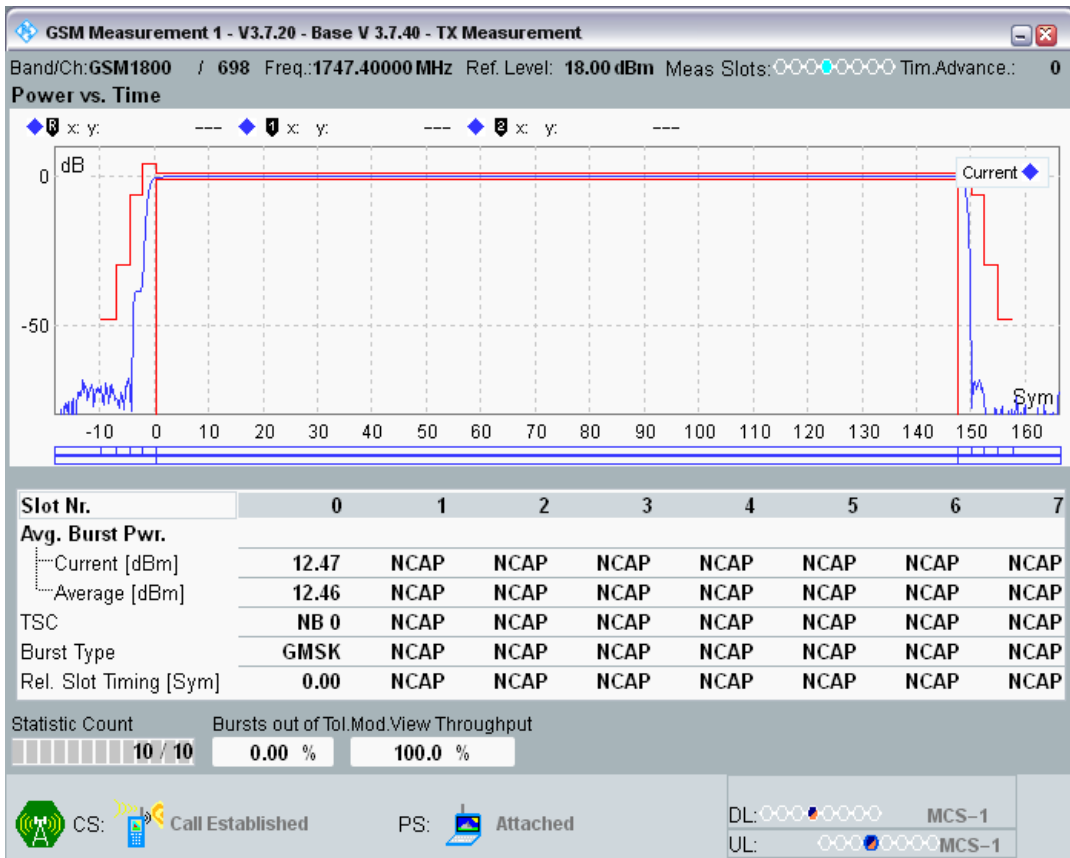 GSM Measurement 1 - V3.7.20 - Base V 3.7.40 - TX Measurement
Band/Ch:GSM1800 / 698 Freq.:1747.40000 MHz Ref. Level: 18.00 dBm Meas Slots: Tim.Advance.: 0
Power vs. Time
R x: y: --- 1 x: y: --- 2 x: y: ---
dB
Current
0
-50
Sym
-10 0 10 20 30 40 50 60 70 80 90 100 110 120 130 140 150 160
Slot Nr. 0 1 2 3 4 5 6 7
Avg. Burst Pwr.
Current [dBm] 12.47 NCAP NCAP NCAP NCAP NCAP NCAP NCAP
Average [dBm] 12.46 NCAP NCAP NCAP NCAP NCAP NCAP NCAP
TSC NB 0 NCAP NCAP NCAP NCAP NCAP NCAP NCAP
Burst Type GMSK NCAP NCAP NCAP NCAP NCAP NCAP NCAP
Rel. Slot Timing [Sym] 0.00 NCAP NCAP NCAP NCAP NCAP NCAP NCAP
Statistic Count Bursts out of Tol.Mod.View Throughput
10 / 10 0.00 % 100.0 %
CS: Call Established PS: Attached
DL: MCS-1
UL: MCS-1